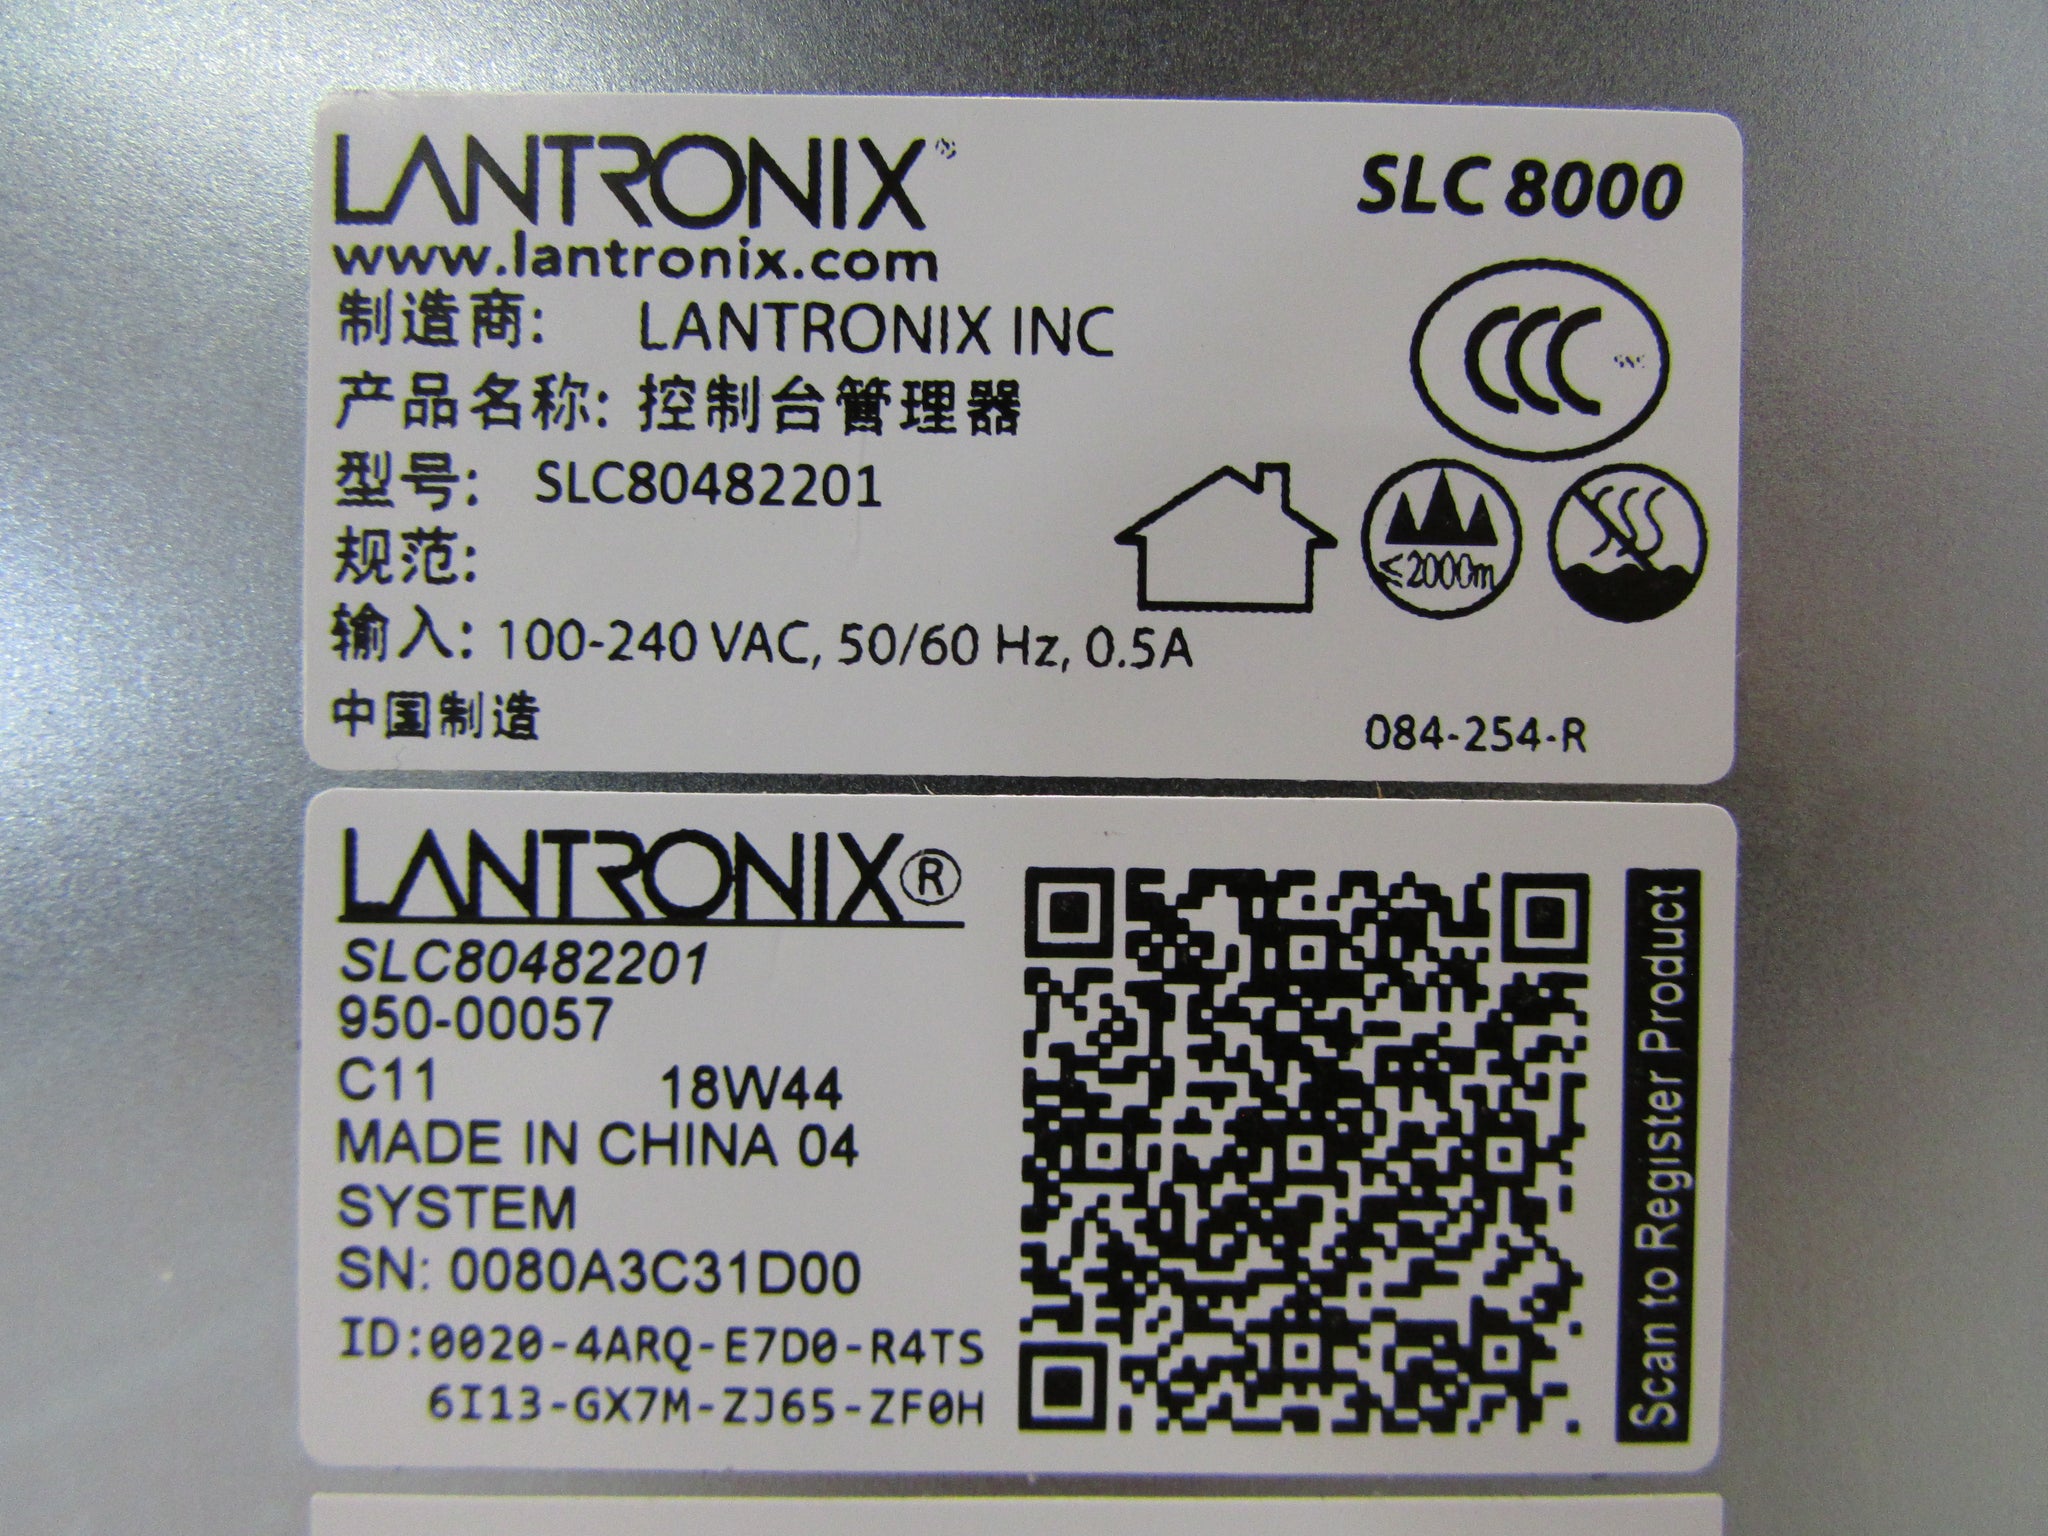 LANTRONIX®
SLC 8000
www.lantronix.com
制造商: LANTRONIX INC
产品名称: 控制台管理器
型号: SLC80482201
规范:
≤2000m
输入: 100-240 VAC, 50/60 Hz, 0.5A
中国制造
084-254-R
LANTRONIX®
SLC80482201
950-00057
C11 18W44
MADE IN CHINA 04
SYSTEM
SN: 0080A3C31D00
ID:0020-4ARQ-E7D0-R4TS
6I13-GX7M-ZJ65-ZF0H
Scan to Register Product